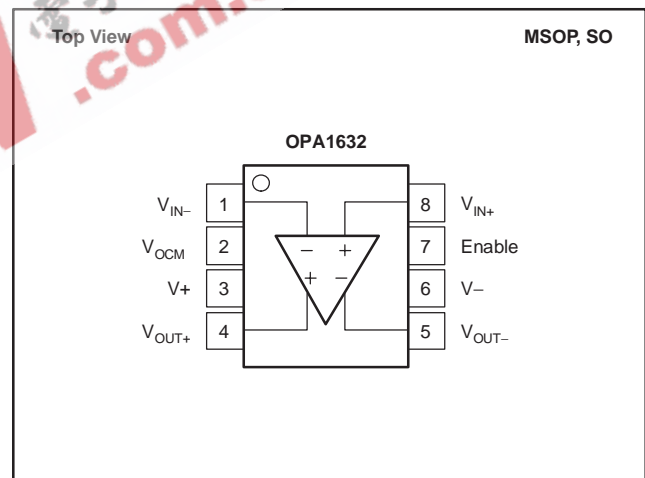 Top View MSOP, SO
.com.
OPA1632
V_IN− 1 8 V_IN+
V_OCM 2 7 Enable
V+ 3 6 V−
V_OUT+ 4 5 V_OUT−
− +
+ −